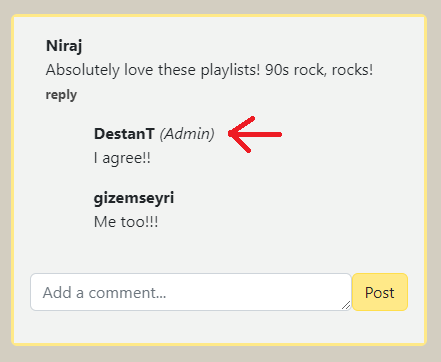 Niraj
Absolutely love these playlists! 90s rock, rocks!
reply
DestanT (Admin)
I agree!!
gizemseyri
Me too!!!
Add a comment...
Post